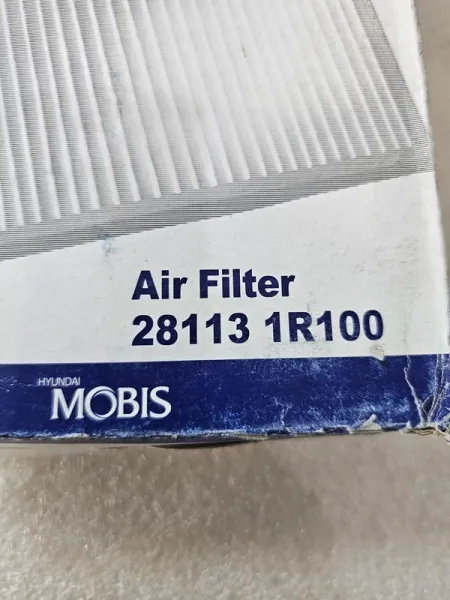 Air Filter
28113 1R100
HYUNDAI
MOBIS